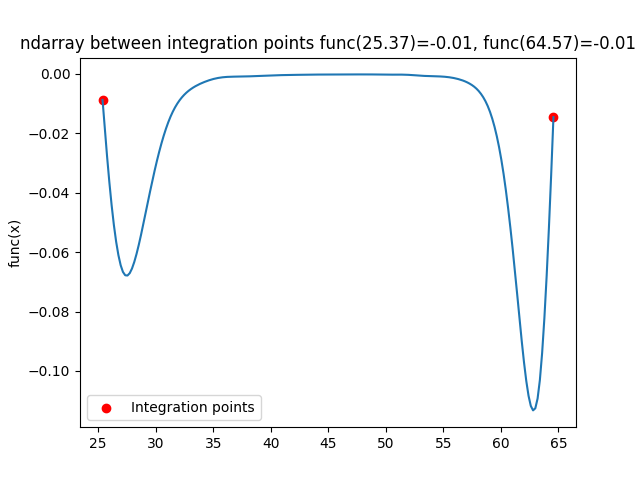 ndarray between integration points func(25.37)=-0.01, func(64.57)=-0.01
0.00
−0.02
−0.04
−0.06
−0.08
−0.10
func(x)
Integration points
25 30 35 40 45 50 55 60 65